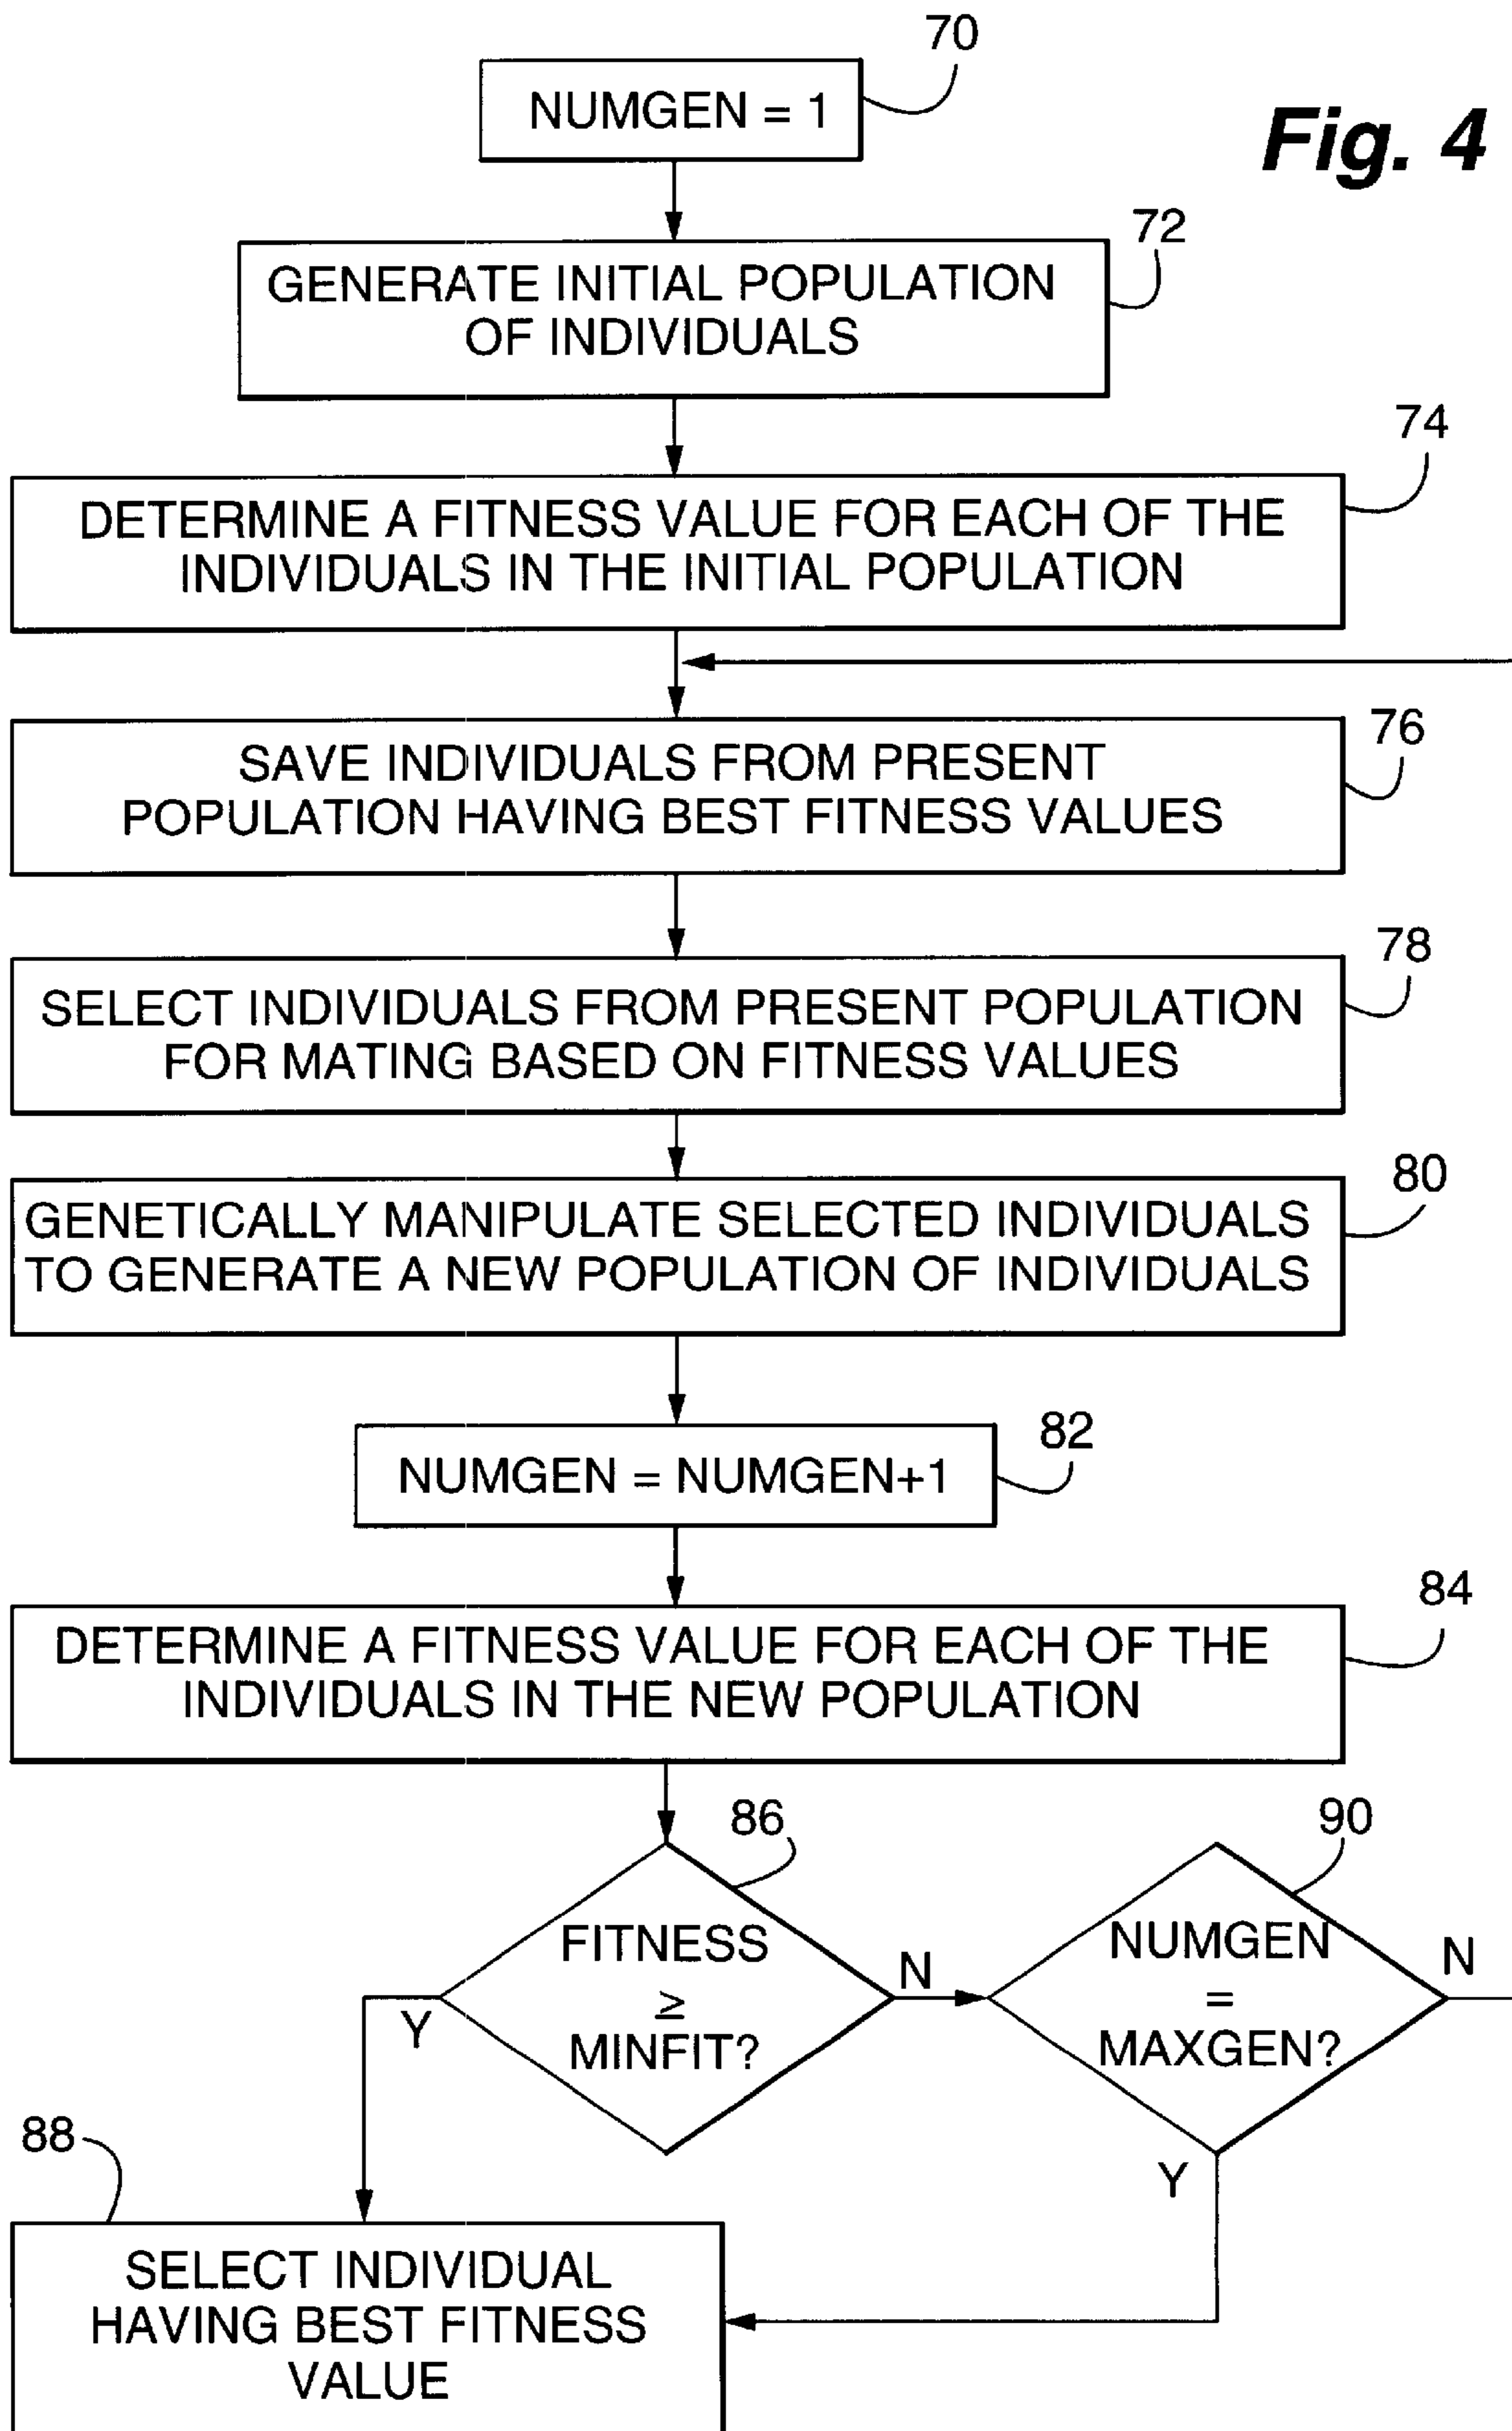 70
NUMGEN = 1
Fig. 4
72
GENERATE INITIAL POPULATION
OF INDIVIDUALS
74
DETERMINE A FITNESS VALUE FOR EACH OF THE
INDIVIDUALS IN THE INITIAL POPULATION
76
SAVE INDIVIDUALS FROM PRESENT
POPULATION HAVING BEST FITNESS VALUES
78
SELECT INDIVIDUALS FROM PRESENT POPULATION
FOR MATING BASED ON FITNESS VALUES
80
GENETICALLY MANIPULATE SELECTED INDIVIDUALS
TO GENERATE A NEW POPULATION OF INDIVIDUALS
82
NUMGEN = NUMGEN+1
84
DETERMINE A FITNESS VALUE FOR EACH OF THE
INDIVIDUALS IN THE NEW POPULATION
86
FITNESS
≥
MINFIT?
Y
N
90
NUMGEN
=
MAXGEN?
N
Y
88
SELECT INDIVIDUAL
HAVING BEST FITNESS
VALUE